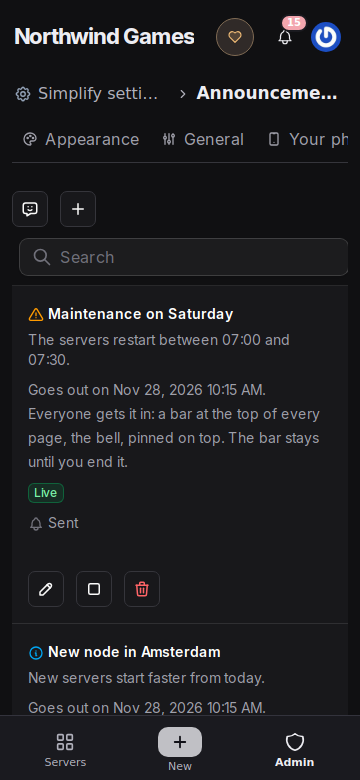 Northwind Games
15
Simplify setti... › Announceme...
Appearance General Your ph
Search
Maintenance on Saturday
The servers restart between 07:00 and
07:30.
Goes out on Nov 28, 2026 10:15 AM.
Everyone gets it in: a bar at the top of every
page, the bell, pinned on top. The bar stays
until you end it.
Live
Sent
New node in Amsterdam
New servers start faster from today.
Goes out on Nov 28, 2026 10:15 AM.
Servers New Admin